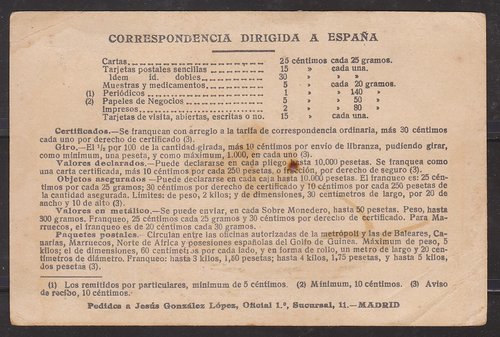 CORRESPONDENCIA DIRIGIDA A ESPAÑA
Cartas 25 céntimos cada 25 gramos.
Tarjetas postales sencillas 15 » cada una.
Idem íd. dobles 30 » » »
Muestras y medicamentos 5 » cada 20 gramos.
(1) Periódicos 1 » » 140 »
(2) Papeles de Negocios 5 » » 50 »
Impresos 2 » » 80 »
Tarjetas de visita, abiertas, escritas o no. 15 » cada una.
Certificados.—Se franquean con arreglo a la tarifa de correspondencia ordinaria, más 30 céntimos
cada uno por derecho de certificado (3).
Giro.—El ½ por 100 de la cantidad girada, más 10 céntimos por envío de libranza, pudiendo girar,
como mínimum, una peseta, y como máximum, 1.000, en cada uno (3).
Valores declarados.—Puede declararse en cada pliego hasta 10.000 pesetas. Se franquea como
una carta certificada, más 10 céntimos por cada 250 pesetas o fracción, por derecho de seguro (3).
Objetos asegurados —Puede declararse en cada caja hasta 10.000 pesetas. El franqueo es: 25 cén-
timos por cada 25 gramos; 30 céntimos por derecho de certificado y 10 céntimos por cada 250 pesetas de
la cantidad asegurada. Límites: de peso, 2 kilos; y de dimensiones, 30 centímetros de largo, por 20 de
ancho y 10 de alto (3).
Valores en metálico.—Se puede enviar, en cada Sobre Monedero, hasta 50 pesetas. Peso, hasta
300 gramos. Franqueo, 25 céntimos cada 25 gramos y 30 céntimos por derecho de certificado. Para Ma-
rruecos, el franqueo es de 20 céntimos cada 30 gramos.
Paquetes postales.— Circulan entre las oficinas autorizadas de la metrópoli y las de Baleares, Ca-
narias, Marruecos, Norte de Africa y posesiones españolas del Golfo de Guinea. Máximum de peso, 5
kilos; el de dimensiones, 60 centímetros por cada lado, y en forma de rollo, un metro de largo y 20 cen-
tímetros de diámetro. Franqueo: hasta 3 kilos, 1,50 pesetas; hasta 4 kilos, 1,75 pesetas, y hasta 5 kilos,
dos pesetas (3).
(1) Los remitidos por particulares, mínimum de 5 céntimos. (2) Mínimum, 10 céntimos. (3) Aviso
de recibo, 10 céntimos.
Pedidos a Jesús González López, Oficial 1.º, Sucursal, 11.—MADRID